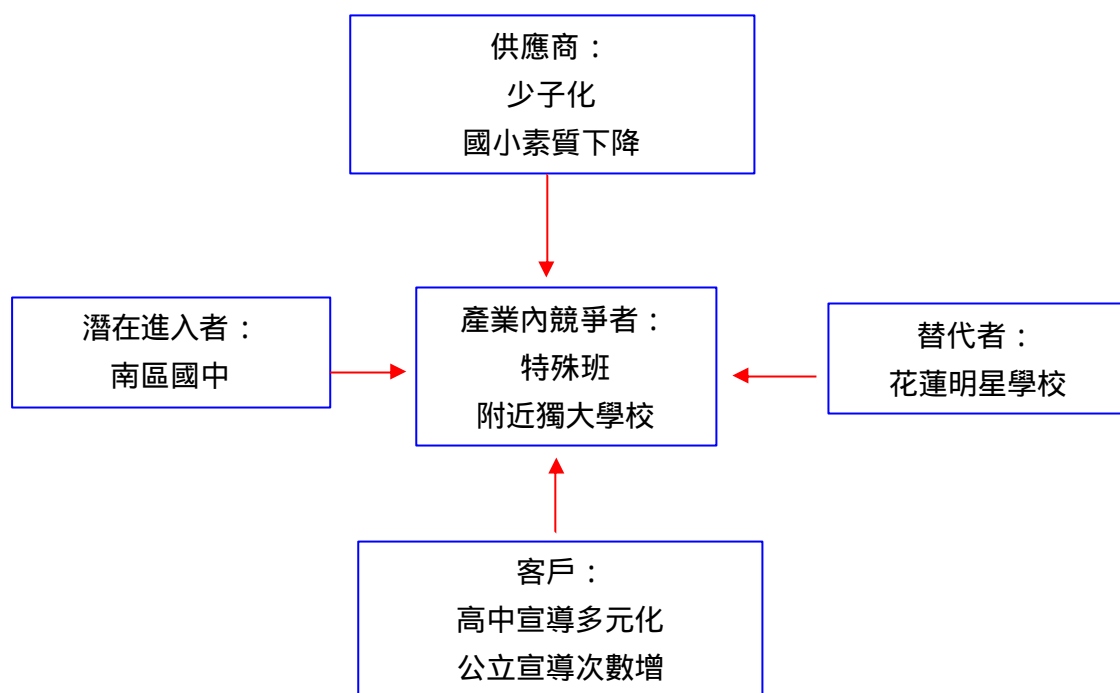 供應商：
少子化
國小素質下降
潛在進入者：
南區國中
產業內競爭者：
特殊班
附近獨大學校
替代者：
花蓮明星學校
客戶：
高中宣導多元化
公立宣導次數增